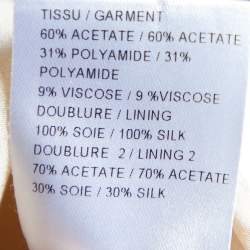 TISSU / GARMENT
60% ACETATE / 60% ACETATE
31% POLYAMIDE / 31%
POLYAMIDE
9% VISCOSE / 9 %VISCOSE
DOUBLURE / LINING
100% SOIE / 100% SILK
DOUBLURE 2 / LINING 2
70% ACETATE / 70% ACETATE
30% SOIE / 30% SILK